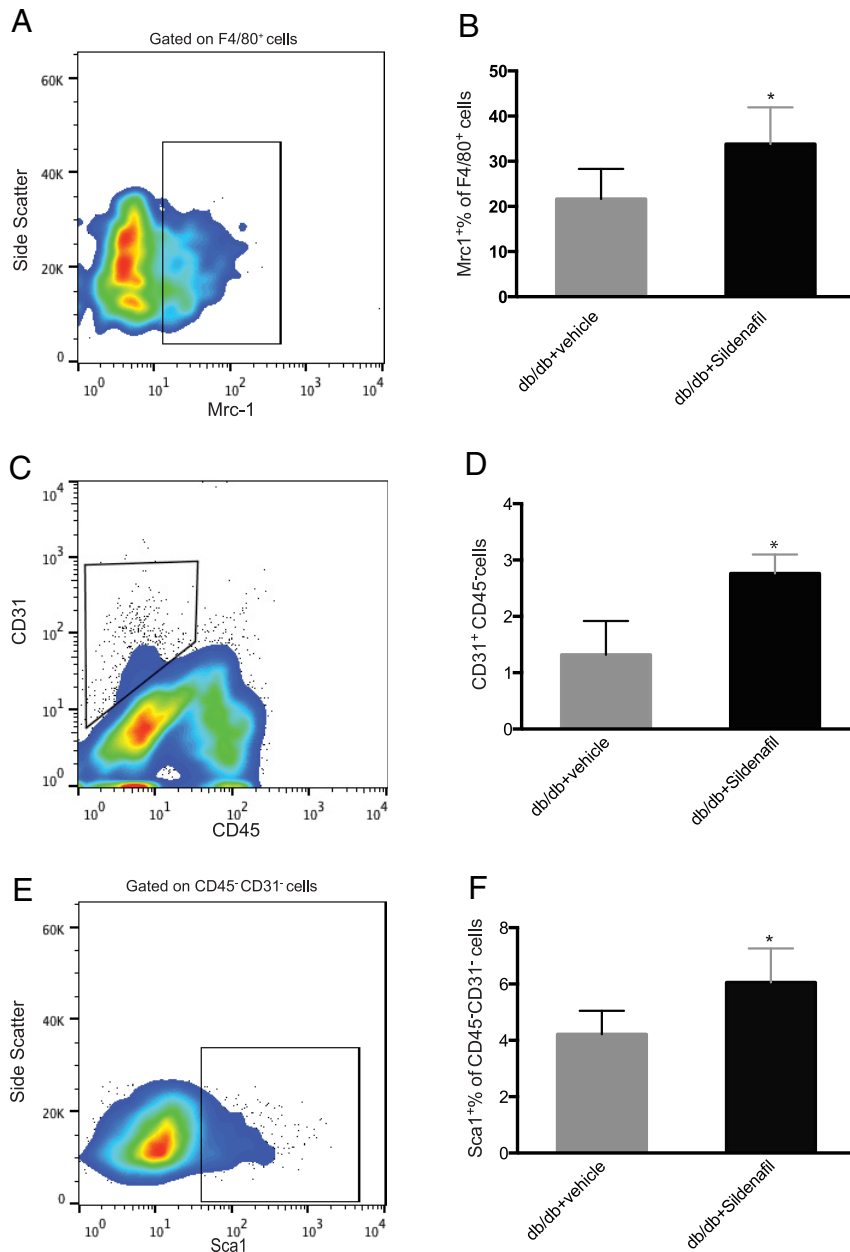 A
Gated on F4/80⁺ cells
60K
40K
20K
0
Side Scatter
10⁰ 10¹ 10² 10³ 10⁴
Mrc-1
B
50
40
30
20
10
0
Mrc1⁺% of F4/80⁺ cells
*
db/db+vehicle
db/db+Sildenafil
C
10⁴
10³
10²
10¹
10⁰
CD31
10⁰ 10¹ 10² 10³ 10⁴
CD45
D
4
3
2
1
0
CD31⁺ CD45⁻cells
*
db/db+vehicle
db/db+Sildenafil
E
Gated on CD45⁻ CD31⁻ cells
60K
40K
20K
0
Side Scatter
10⁰ 10¹ 10² 10³ 10⁴
Sca1
F
8
6
4
2
0
Sca1⁺% of CD45⁻CD31⁻ cells
*
db/db+vehicle
db/db+Sildenafil